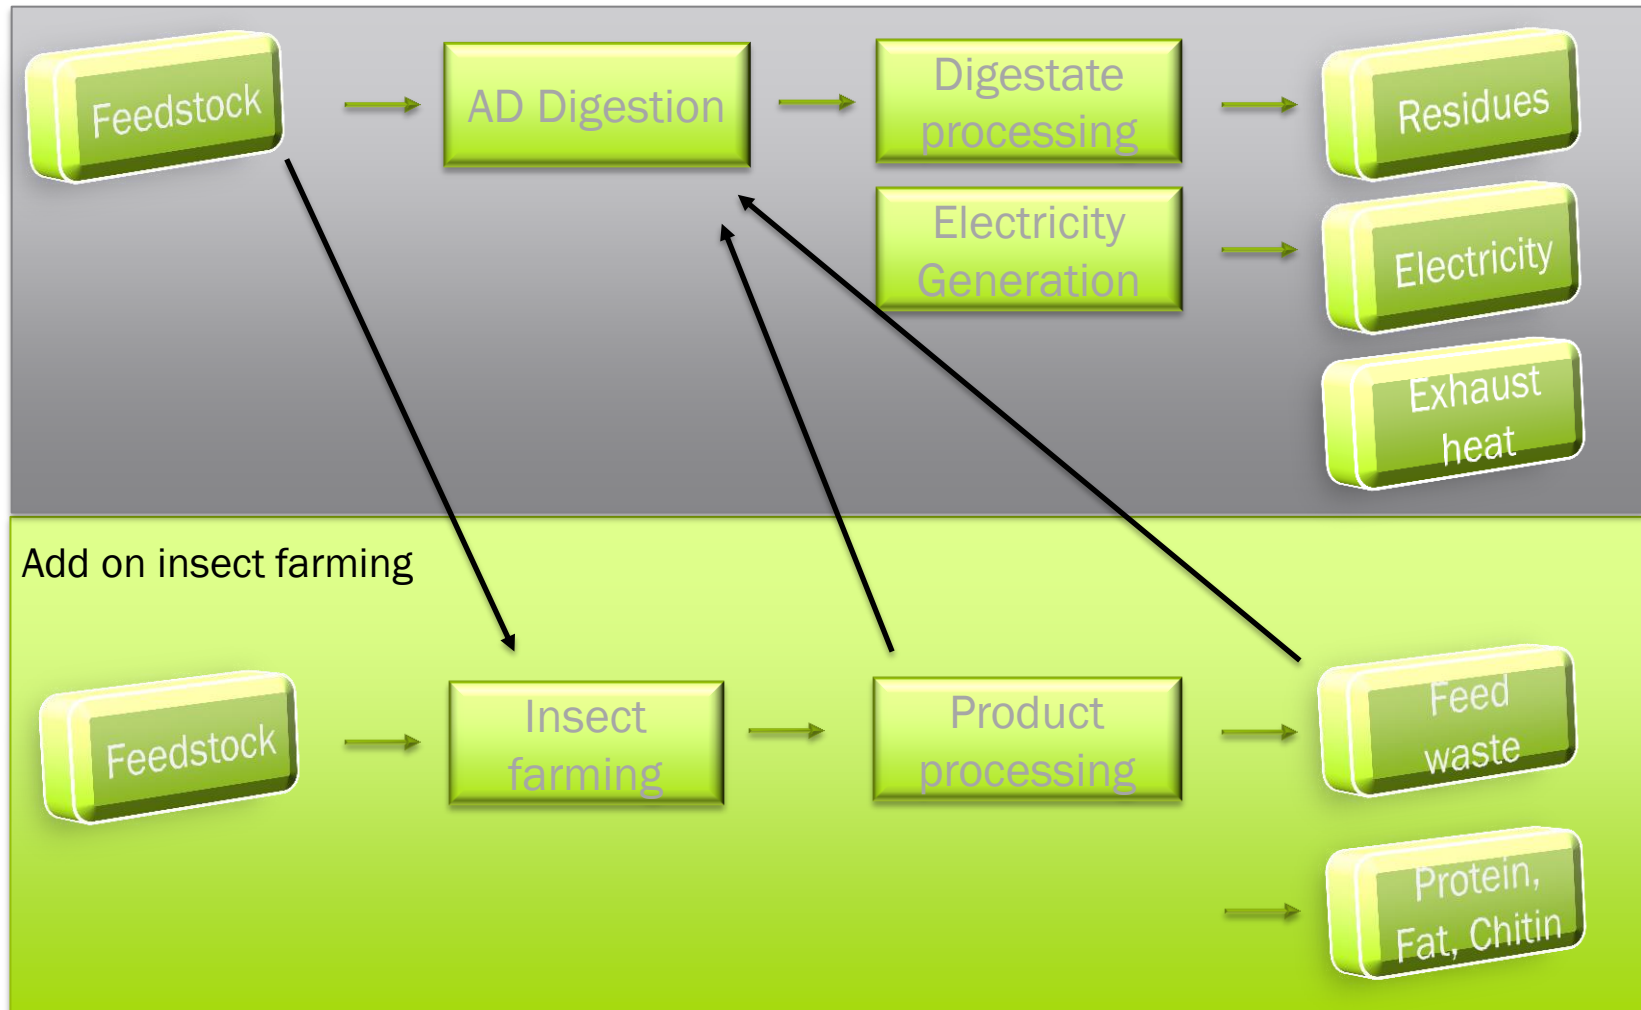 Feedstock
AD Digestion
Digestate
processing
Residues
Electricity
Generation
Electricity
Exhaust
heat
Add on insect farming
Feedstock
Insect
farming
Product
processing
Feed
waste
Protein,
Fat, Chitin